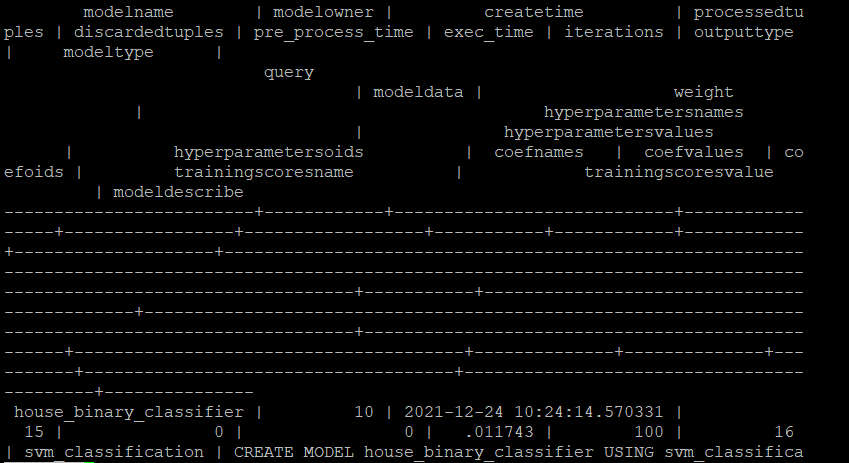 modelname        | modelowner |         createtime         | processedtu
ples | discardedtuples | pre_process_time | exec_time | iterations | outputtype
|     modeltype      |
                          query
                                   | modeldata |                   weight
             |                                        hyperparametersnames
                                   |              hyperparametersvalues
      |          hyperparametersoids          |  coefnames   |  coefvalues  | co
efoids |         trainingscoresname          |            trainingscoresvalue
         | modeldescribe
-------------------------+------------+----------------------------+------------
-----+-----------------+------------------+-----------+------------+------------
+--------------------+----------------------------------------------------------
--------------------------------------------------------------------------------
-----------------------------------+-----------+--------------------------------
-------------+------------------------------------------------------------------
-----------------------------------+--------------------------------------------
------+---------------------------------------+--------------+--------------+---
-------+-------------------------------------+----------------------------------
---------+---------------
 house_binary_classifier |         10 | 2021-12-24 10:24:14.570331 |
  15 |               0 |                0 |   .011743 |        100 |         16
| svm_classification | CREATE MODEL house_binary_classifier USING svm_classifica